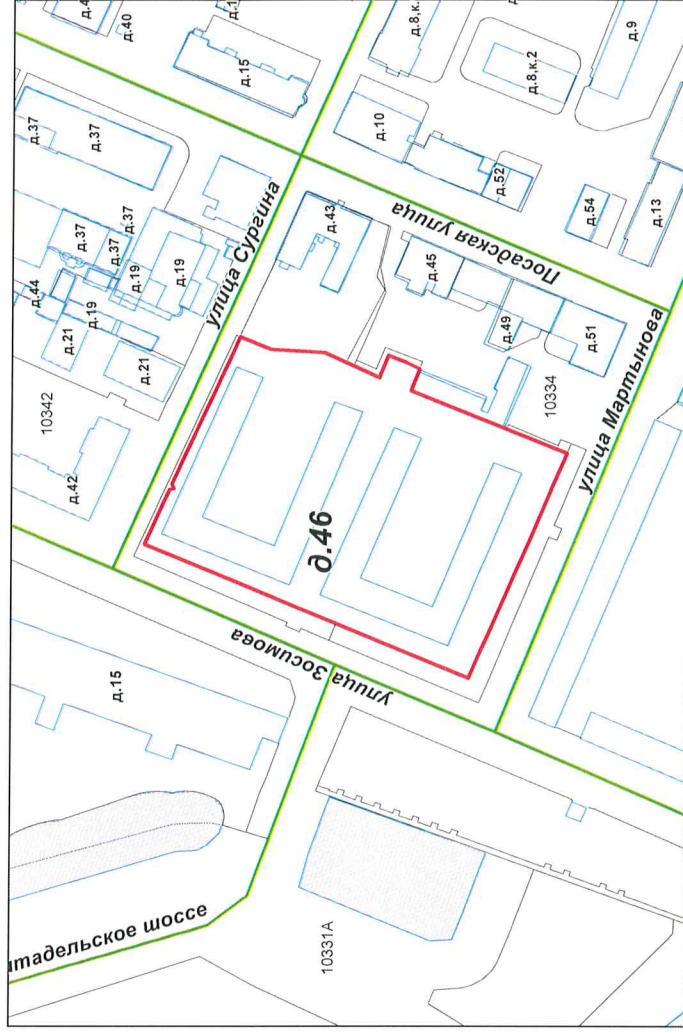 д.40
д.15
д.37
д.37
д.37
д.37
д.37
д.44
д.19
д.19
д.19
д.21
д.21
10342
д.42
улица Сургина
д.8,к.
д.8,к.2
д.9
д.10
д.52
д.54
д.13
д.43
Посадская улица
д.45
д.49
д.51
10334
улица Мартынова
д.46
улица Зосимова
д.15
тадельское шоссе
10331А